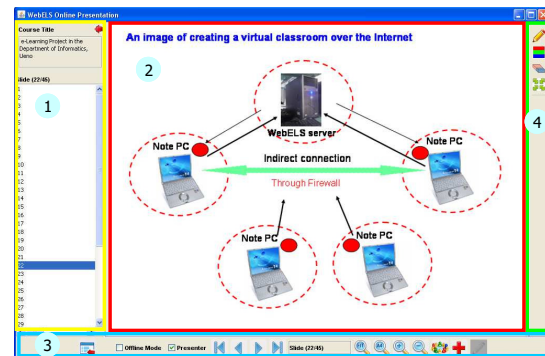 WebELS Online Presentation
Course Title
e-Learning Project in the
Department of Informatics,
Ueno
Slide (22/45)
1
2
3
4
5
6
7
8
9
10
11
12
13
14
15
16
17
18
19
20
21
22
23
24
25
26
27
28
29
1
An image of creating a virtual classroom over the Internet
2
WebELS server
Note PC
Note PC
Indirect connection
Through Firewall
Note PC
Note PC
4
3
Offline Mode
Presenter
Slide (22/45)